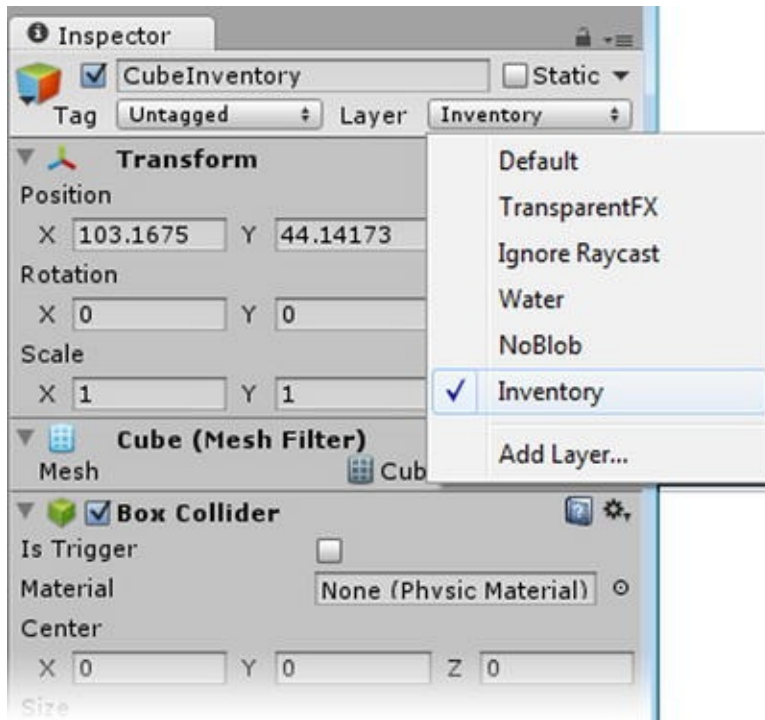 Inspector
CubeInventory Static
Tag Untagged Layer Inventory
Default
TransparentFX
Ignore Raycast
Water
NoBlob
Inventory
Add Layer...
Transform
Position
X 103.1675 Y 44.14173
Rotation
X 0 Y 0
Scale
X 1 Y 1
Cube (Mesh Filter)
Mesh Cub
Box Collider
Is Trigger
Material None (Physic Material)
Center
X 0 Y 0 Z 0
Size